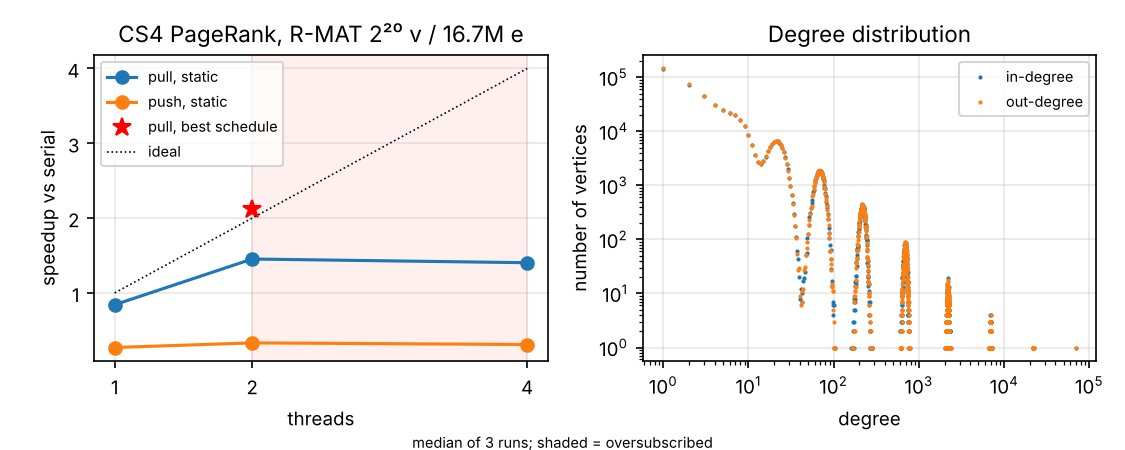 CS4 PageRank, R-MAT 2²⁰ v / 16.7M e
speedup vs serial
4
3
2
1
pull, static
push, static
pull, best schedule
ideal
1
2
4
threads
Degree distribution
number of vertices
10⁵
10⁴
10³
10²
10¹
10⁰
in-degree
out-degree
10⁰
10¹
10²
10³
10⁴
10⁵
degree
median of 3 runs; shaded = oversubscribed